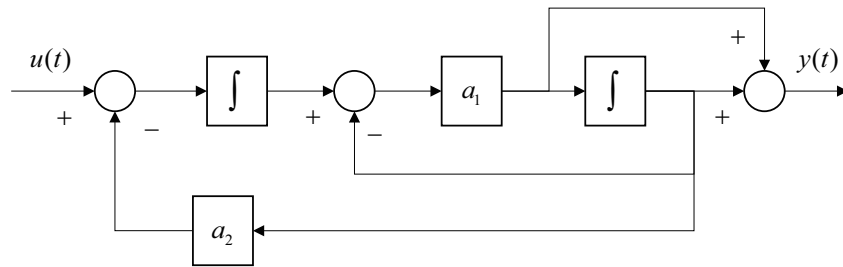 u(t)
+
−
∫
+
−
a₁
∫
+
+
y(t)
a₂